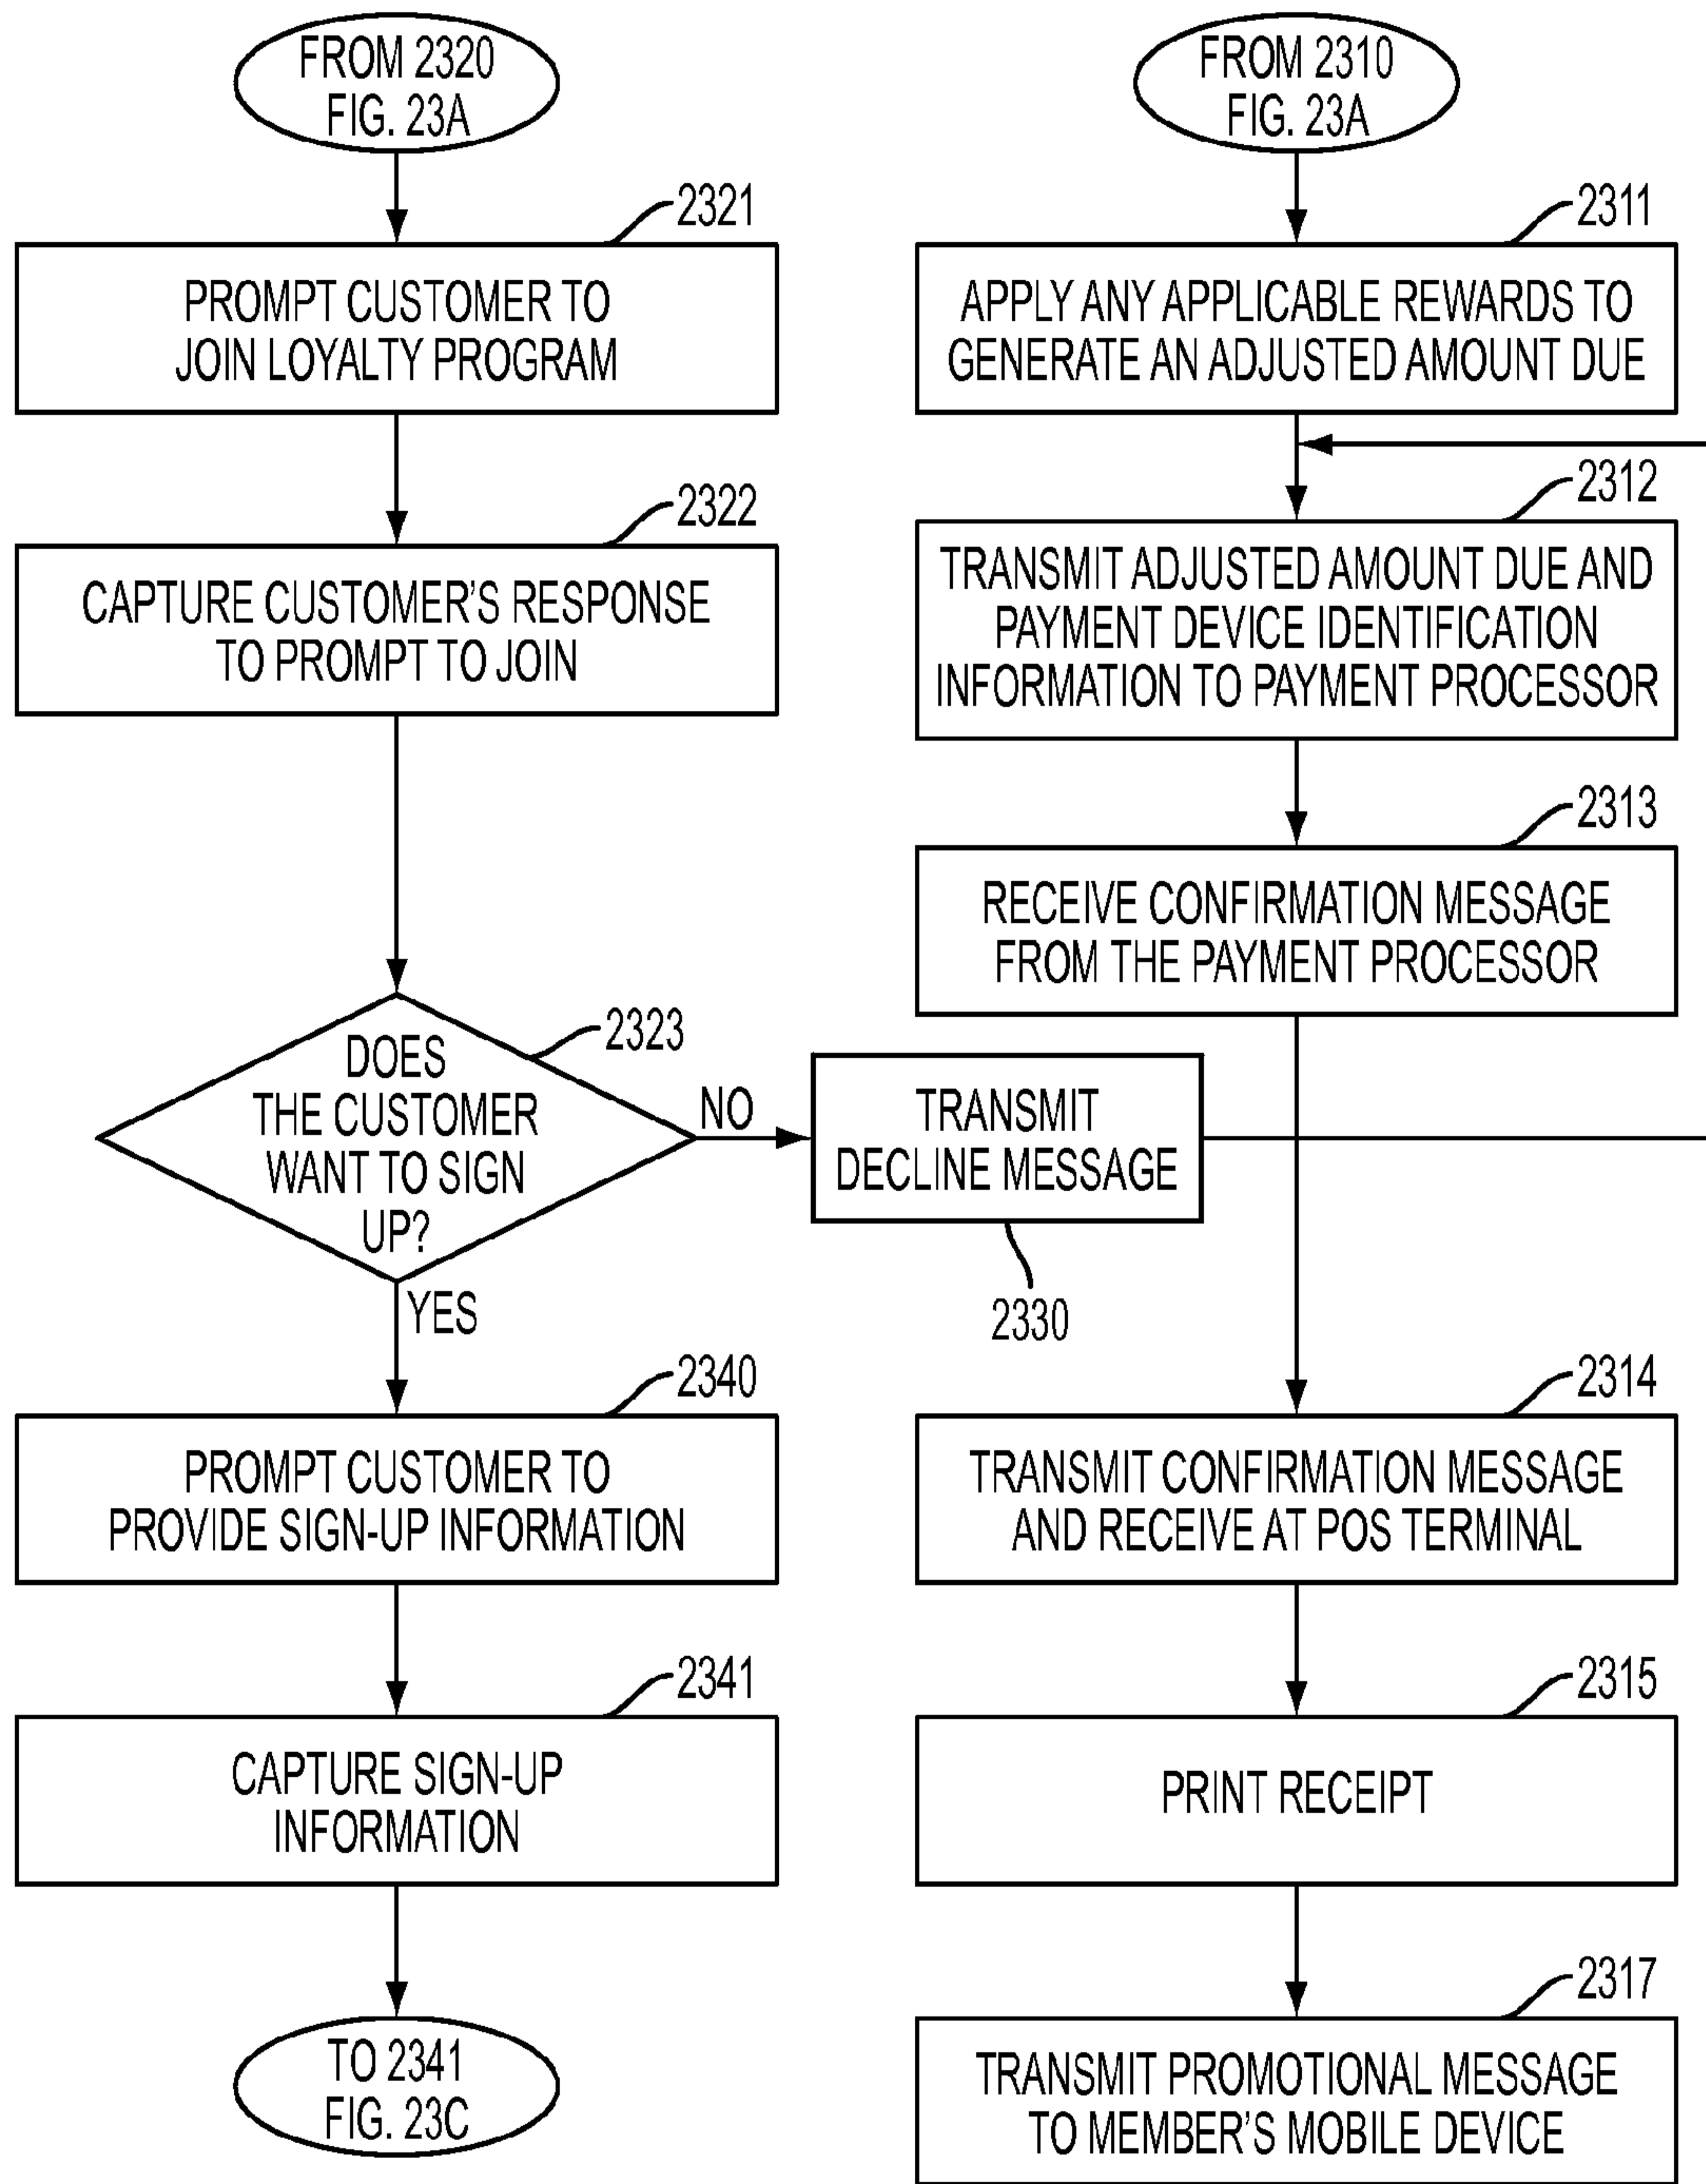 FROM 2320
FIG. 23A
2321
PROMPT CUSTOMER TO
JOIN LOYALTY PROGRAM
2322
CAPTURE CUSTOMER'S RESPONSE
TO PROMPT TO JOIN
2323
DOES
THE CUSTOMER
WANT TO SIGN
UP?
NO
TRANSMIT
DECLINE MESSAGE
2330
YES
2340
PROMPT CUSTOMER TO
PROVIDE SIGN-UP INFORMATION
2341
CAPTURE SIGN-UP
INFORMATION
TO 2341
FIG. 23C
FROM 2310
FIG. 23A
2311
APPLY ANY APPLICABLE REWARDS TO
GENERATE AN ADJUSTED AMOUNT DUE
2312
TRANSMIT ADJUSTED AMOUNT DUE AND
PAYMENT DEVICE IDENTIFICATION
INFORMATION TO PAYMENT PROCESSOR
2313
RECEIVE CONFIRMATION MESSAGE
FROM THE PAYMENT PROCESSOR
2314
TRANSMIT CONFIRMATION MESSAGE
AND RECEIVE AT POS TERMINAL
2315
PRINT RECEIPT
2317
TRANSMIT PROMOTIONAL MESSAGE
TO MEMBER'S MOBILE DEVICE